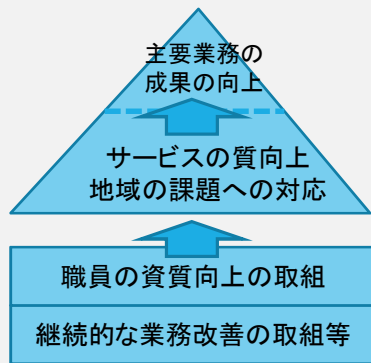 主要業務の
成果の向上
サービスの質向上
地域の課題への対応
職員の資質向上の取組
継続的な業務改善の取組等